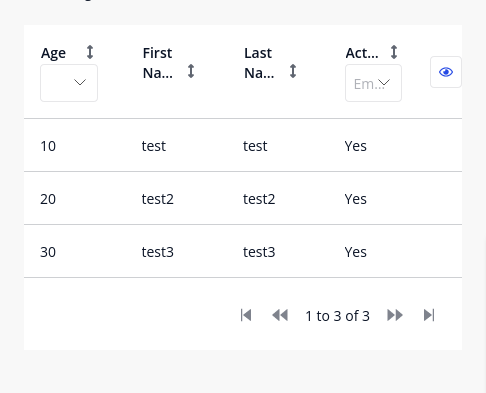 Age First Last Act...
Na... Na... Em...
10 test test Yes
20 test2 test2 Yes
30 test3 test3 Yes
1 to 3 of 3